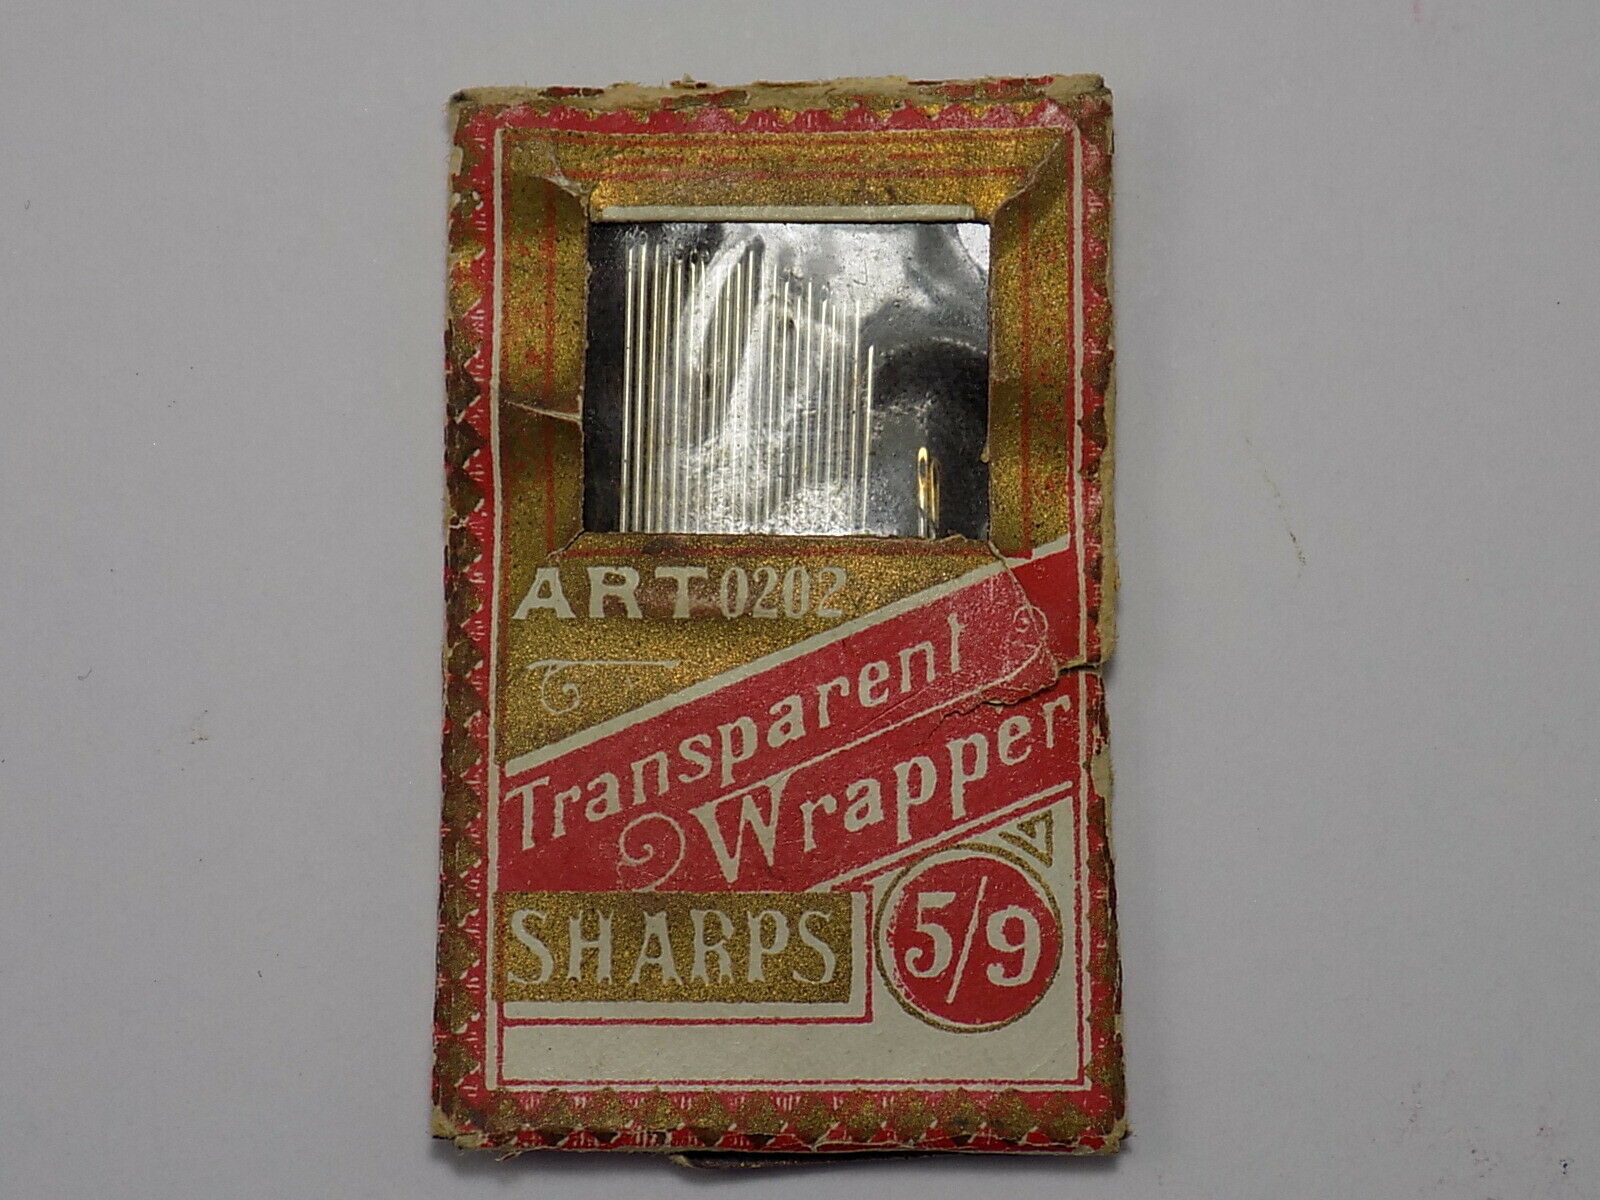 ART 0202
Transparent
Wrapper
SHARPS
5/9